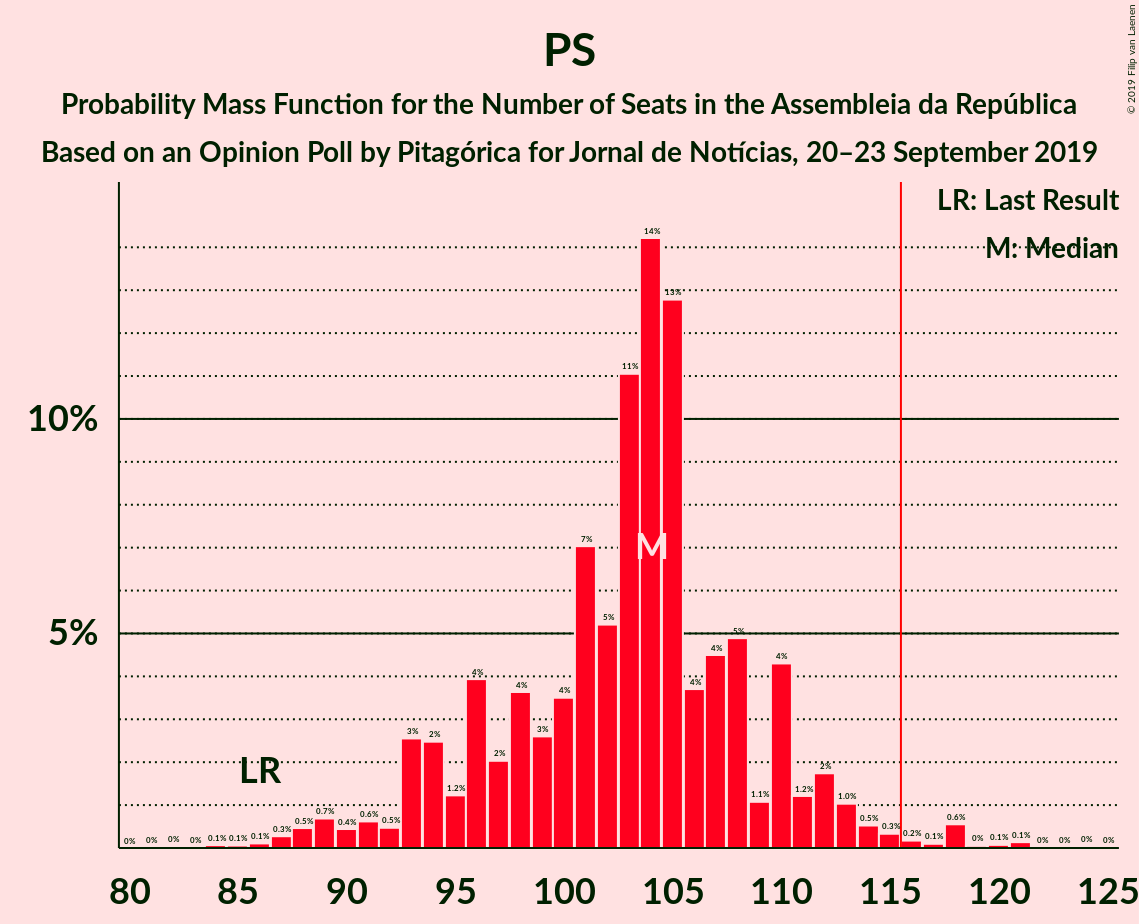 PS
Probability Mass Function for the Number of Seats in the Assembleia da República
Based on an Opinion Poll by Pitagórica for Jornal de Notícias, 20–23 September 2019
© 2019 Filip van Laenen
LR: Last Result
M: Median
10%
5%
LR
M
0% 0% 0% 0% 0.1% 0.1% 0.1% 0.3% 0.5% 0.7% 0.4% 0.6% 0.5% 3% 2% 1.2% 4% 2% 4% 3% 4% 7% 5% 11% 14% 13% 4% 4% 5% 1.1% 4% 1.2% 2% 1.0% 0.5% 0.3% 0.2% 0.1% 0.6% 0% 0.1% 0.1% 0% 0% 0% 0%
80 85 90 95 100 105 110 115 120 125